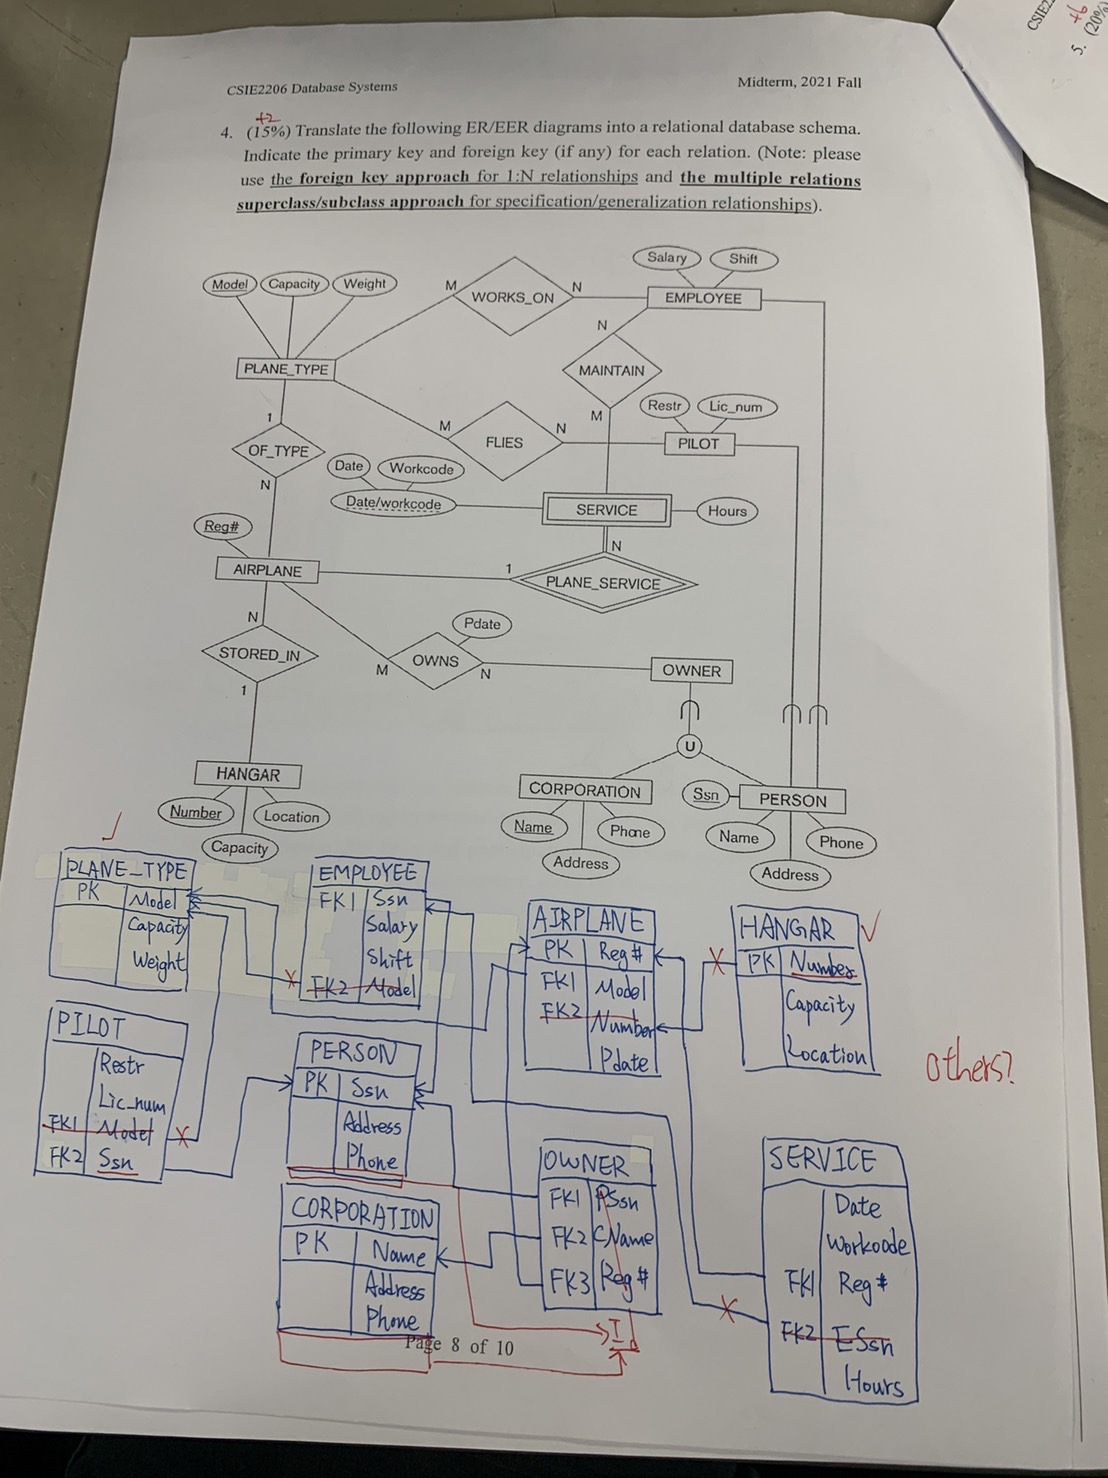 CSIE2206 Database Systems
Midterm, 2021 Fall
CSIE2
+6
5. (20%)
+2
4. (15%) Translate the following ER/EER diagrams into a relational database schema.
Indicate the primary key and foreign key (if any) for each relation. (Note: please
use the foreign key approach for 1:N relationships and the multiple relations
superclass/subclass approach for specification/generalization relationships).
Salary
Shift
Model
Capacity
Weight
M
WORKS_ON
N
EMPLOYEE
N
PLANE_TYPE
MAINTAIN
Restr
Lic_num
1
M
M
FLIES
N
PILOT
OF_TYPE
Date
Workcode
N
Date/workcode
SERVICE
Hours
Reg#
N
AIRPLANE
1
PLANE_SERVICE
N
Pdate
STORED_IN
M
OWNS
N
OWNER
1
U
HANGAR
CORPORATION
Ssn
PERSON
Number
Location
Name
Phone
Name
Phone
Capacity
Address
Address
PLANE_TYPE
PK Model
Capacity
Weight
EMPLOYEE
FK1 Ssn
Salary
Shift
FK2 Model
AIRPLANE
PK Reg#
FK1 Model
FK2 Number
Pdate
HANGAR
PK Number
Capacity
Location
others?
PILOT
Restr
Lic_num
FK1 Model
FK2 Ssn
PERSON
PK Ssn
Address
Phone
CORPORATION
PK Name
Address
Phone
OWNER
FK1 PSsn
FK2 CName
FK3 Reg#
Id
SERVICE
Date
Workcode
FK1 Reg#
FK2 ESsn
Hours
Page 8 of 10